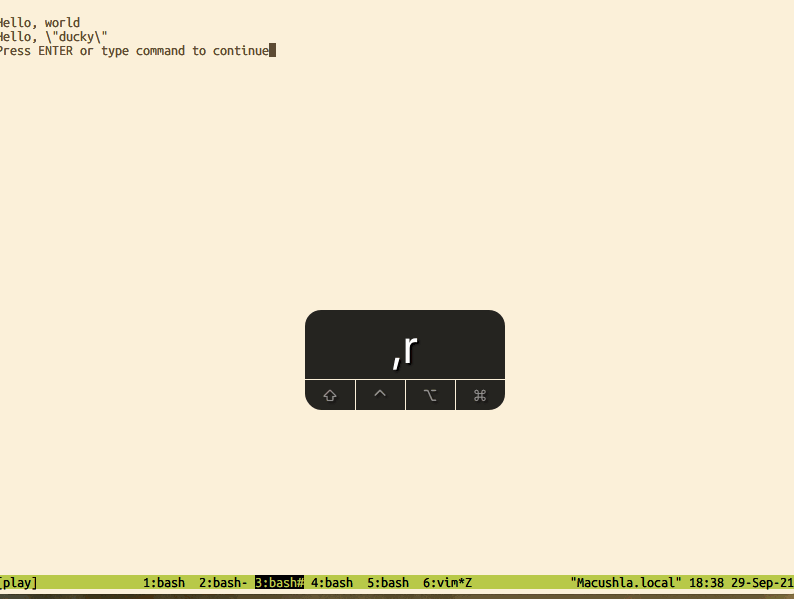 Hello, world
Hello, \"ducky\"
Press ENTER or type command to continue
,r
[play] 1:bash 2:bash- 3:bash# 4:bash 5:bash 6:vim*Z "Macushla.local" 18:38 29-Sep-21